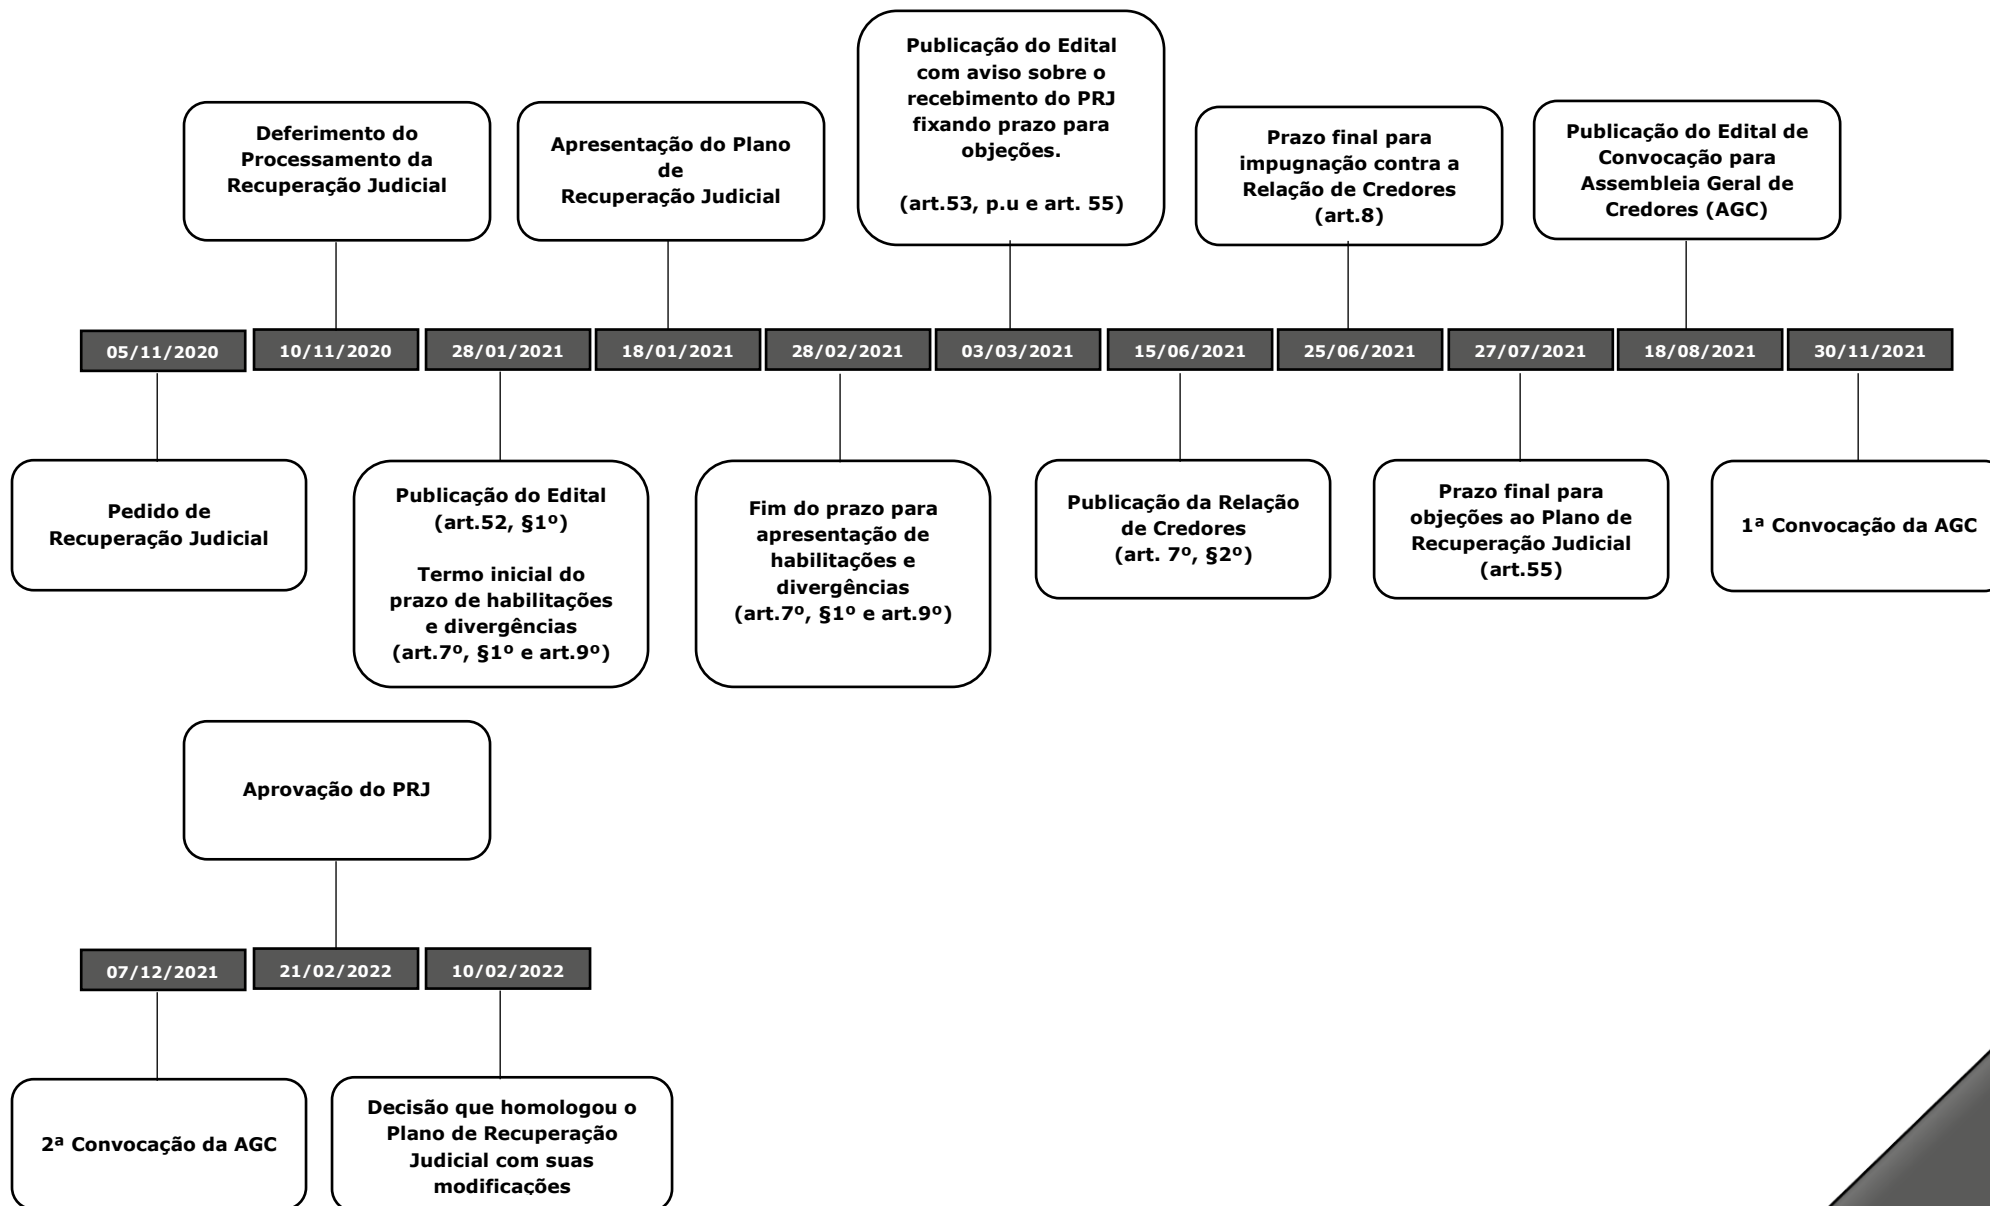 Publicação do Edital
com aviso sobre o
recebimento do PRJ
fixando prazo para
objeções.
(art.53, p.u e art. 55)
Deferimento do
Processamento da
Recuperação Judicial
Apresentação do Plano
de
Recuperação Judicial
Prazo final para
impugnação contra a
Relação de Credores
(art.8)
Publicação do Edital de
Convocação para
Assembleia Geral de
Credores (AGC)
05/11/2020
10/11/2020
28/01/2021
18/01/2021
28/02/2021
03/03/2021
15/06/2021
25/06/2021
27/07/2021
18/08/2021
30/11/2021
Pedido de
Recuperação Judicial
Publicação do Edital
(art.52, §1º)
Termo inicial do
prazo de habilitações
e divergências
(art.7º, §1º e art.9º)
Fim do prazo para
apresentação de
habilitações e
divergências
(art.7º, §1º e art.9º)
Publicação da Relação
de Credores
(art. 7º, §2º)
Prazo final para
objeções ao Plano de
Recuperação Judicial
(art.55)
1ª Convocação da AGC
Aprovação do PRJ
07/12/2021
21/02/2022
10/02/2022
2ª Convocação da AGC
Decisão que homologou o
Plano de Recuperação
Judicial com suas
modificações